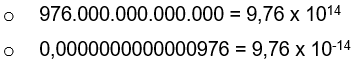 o 976.000.000.000.000 = 9,76 x 10¹⁴
o 0,0000000000000976 = 9,76 x 10⁻¹⁴